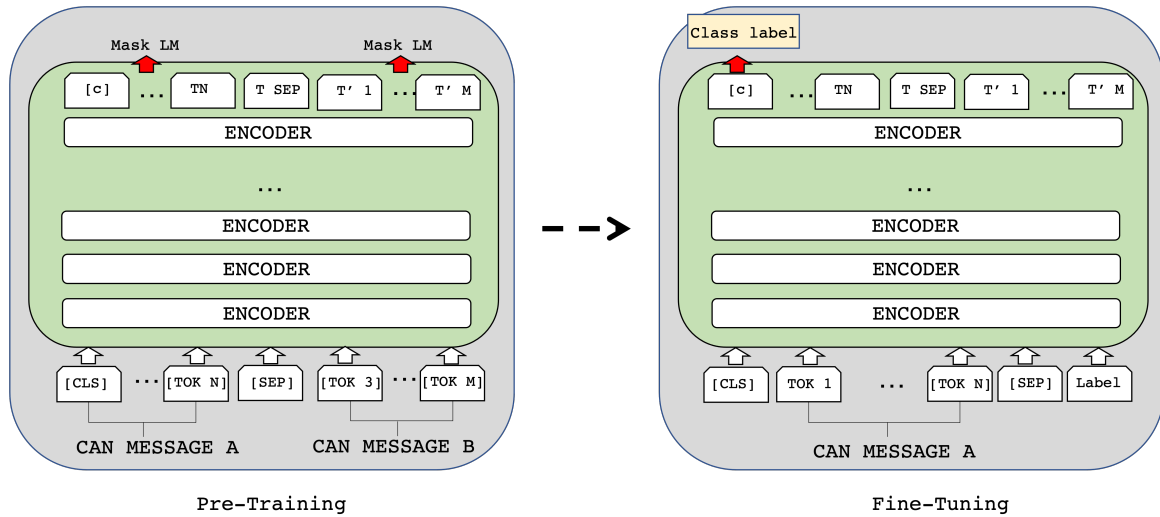 Mask LM
Mask LM
[c]
...
TN
T SEP
T' 1
...
T' M
ENCODER
...
ENCODER
ENCODER
ENCODER
[CLS]
...
[TOK N]
[SEP]
[TOK 3]
...
[TOK M]
CAN MESSAGE A
CAN MESSAGE B
Pre-Training
Class label
[c]
...
TN
T SEP
T' 1
...
T' M
ENCODER
...
ENCODER
ENCODER
ENCODER
[CLS]
TOK 1
...
[TOK N]
[SEP]
Label
CAN MESSAGE A
Fine-Tuning